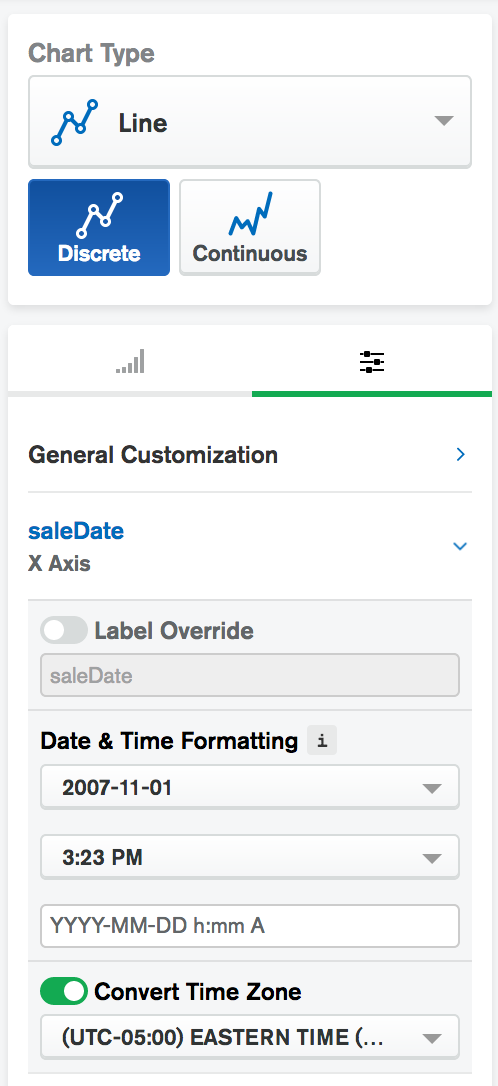 Chart Type
Line
Discrete
Continuous
General Customization
saleDate
X Axis
Label Override
saleDate
Date & Time Formatting i
2007-11-01
3:23 PM
YYYY-MM-DD h:mm A
Convert Time Zone
(UTC-05:00) EASTERN TIME (...